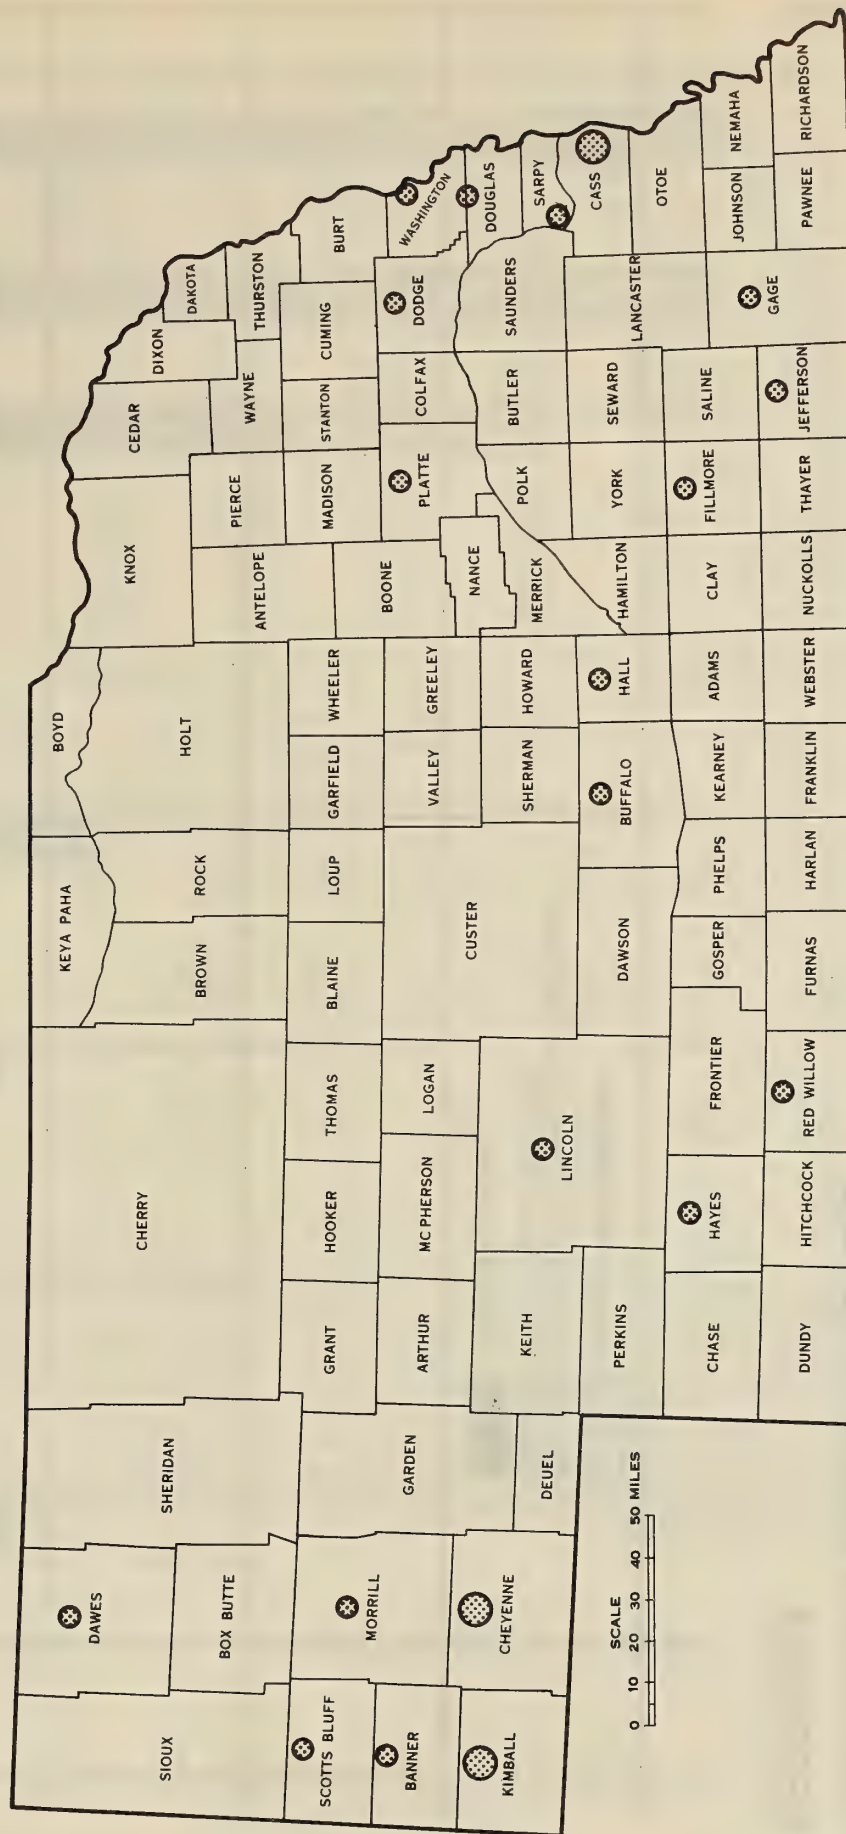 SIOUX
DAWES
BOX BUTTE
SHERIDAN
SCOTTS BLUFF
BANNER
KIMBALL
MORRILL
CHEYENNE
GARDEN
DEUEL
CHERRY
GRANT
HOOKER
THOMAS
ARTHUR
MC PHERSON
LOGAN
KEITH
LINCOLN
PERKINS
CHASE
HAYES
FRONTIER
DUNDY
HITCHCOCK
RED WILLOW
KEYA PAHA
BROWN
ROCK
BOYD
HOLT
BLAINE
LOUP
GARFIELD
WHEELER
CUSTER
VALLEY
GREELEY
SHERMAN
HOWARD
DAWSON
BUFFALO
HALL
GOSPER
PHELPS
KEARNEY
ADAMS
FURNAS
HARLAN
FRANKLIN
WEBSTER
KNOX
CEDAR
DIXON
DAKOTA
ANTELOPE
PIERCE
WAYNE
THURSTON
BOONE
MADISON
STANTON
CUMING
BURT
NANCE
PLATTE
COLFAX
DODGE
WASHINGTON
MERRICK
POLK
BUTLER
SAUNDERS
DOUGLAS
SARPY
HAMILTON
YORK
SEWARD
LANCASTER
CASS
OTOE
CLAY
FILLMORE
SALINE
GAGE
JOHNSON
NEMAHA
NUCKOLLS
THAYER
JEFFERSON
PAWNEE
RICHARDSON
SCALE
0 10 20 30 40 50 MILES